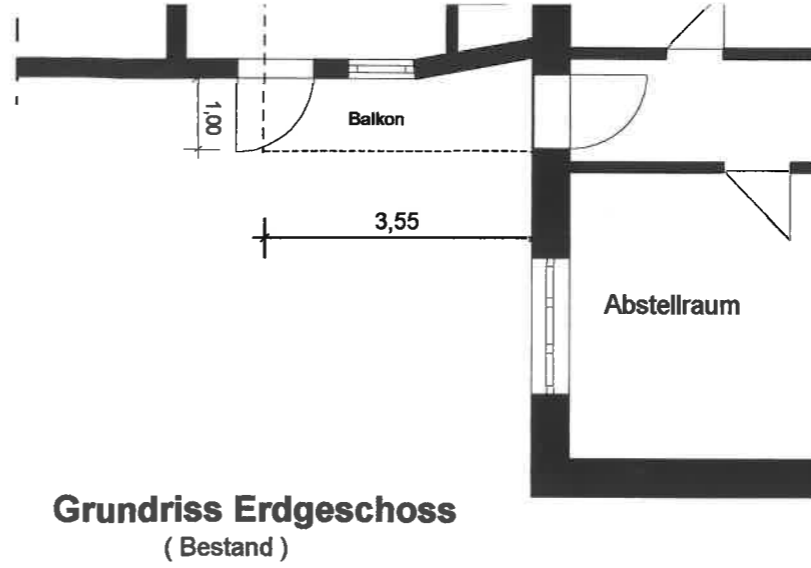 1,00
Balkon
3,55
Abstellraum
Grundriss Erdgeschoss
( Bestand )